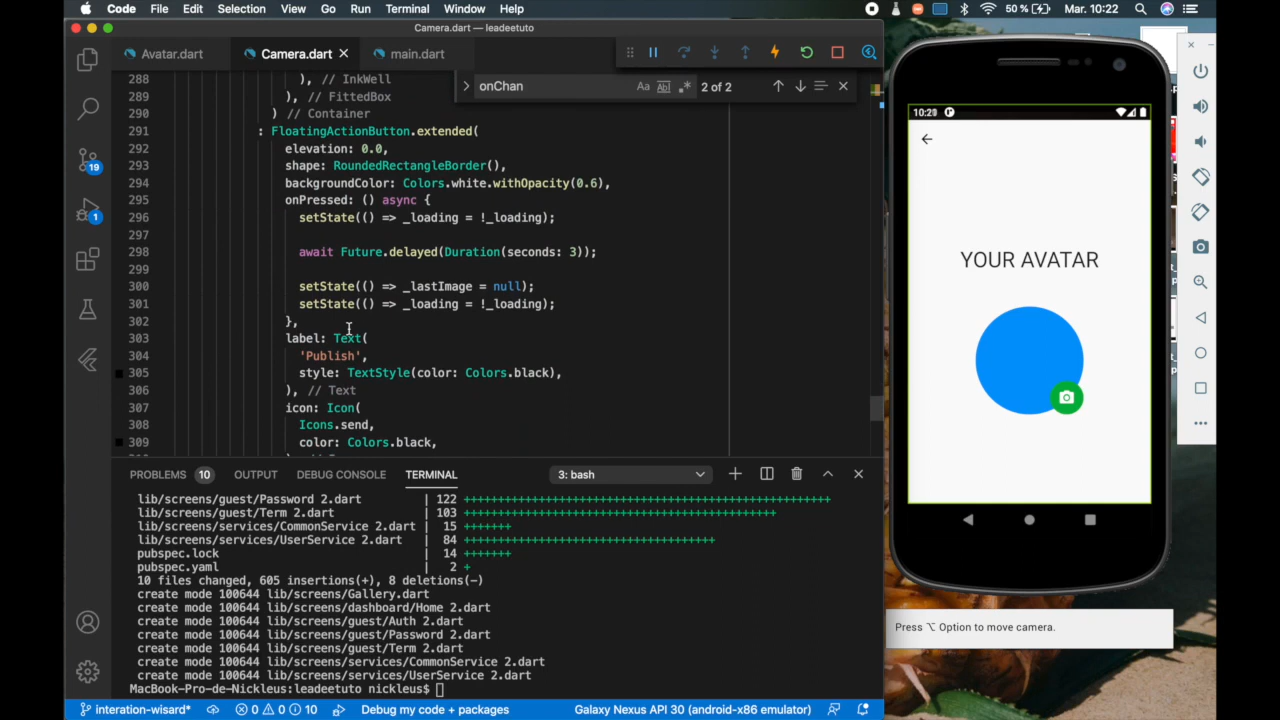 Code File Edit Selection View Go Run Terminal Window Help 50 % Mar. 10:22
Camera.dart — leadeetuto
Avatar.dart Camera.dart main.dart
onChan Aa Abl 2 of 2
288 ), // InkWell
289 ), // FittedBox
290 ) // Container
291 : FloatingActionButton.extended(
292 elevation: 0.0,
293 shape: RoundedRectangleBorder(),
294 backgroundColor: Colors.white.withOpacity(0.6),
295 onPressed: () async {
296 setState(() => _loading = !_loading);
297
298 await Future.delayed(Duration(seconds: 3));
299
300 setState(() => _lastImage = null);
301 setState(() => _loading = !_loading);
302 },
303 label: Text(
304 'Publish',
305 style: TextStyle(color: Colors.black),
306 ), // Text
307 icon: Icon(
308 Icons.send,
309 color: Colors.black,
19
1
PROBLEMS 10 OUTPUT DEBUG CONSOLE TERMINAL 3: bash
lib/screens/guest/Password 2.dart | 122 +++++++++++++++++++++++++++++++++++++++++++++++++++++
lib/screens/guest/Term 2.dart | 103 +++++++++++++++++++++++++++++++++++++++++++++
lib/screens/services/CommonService 2.dart | 15 +++++++
lib/screens/services/UserService 2.dart | 84 +++++++++++++++++++++++++++++++++++++
pubspec.lock | 14 +++++++
pubspec.yaml | 2 +
10 files changed, 605 insertions(+), 8 deletions(-)
create mode 100644 lib/screens/Gallery.dart
create mode 100644 lib/screens/dashboard/Home 2.dart
create mode 100644 lib/screens/guest/Auth 2.dart
create mode 100644 lib/screens/guest/Password 2.dart
create mode 100644 lib/screens/guest/Term 2.dart
create mode 100644 lib/screens/services/CommonService 2.dart
create mode 100644 lib/screens/services/UserService 2.dart
MacBook-Pro-de-Nickleus:leadeetuto nickleus$
interation-wisard* 0 0 10 Debug my code + packages Galaxy Nexus API 30 (android-x86 emulator)
YOUR AVATAR
Press ⌥ Option to move camera.